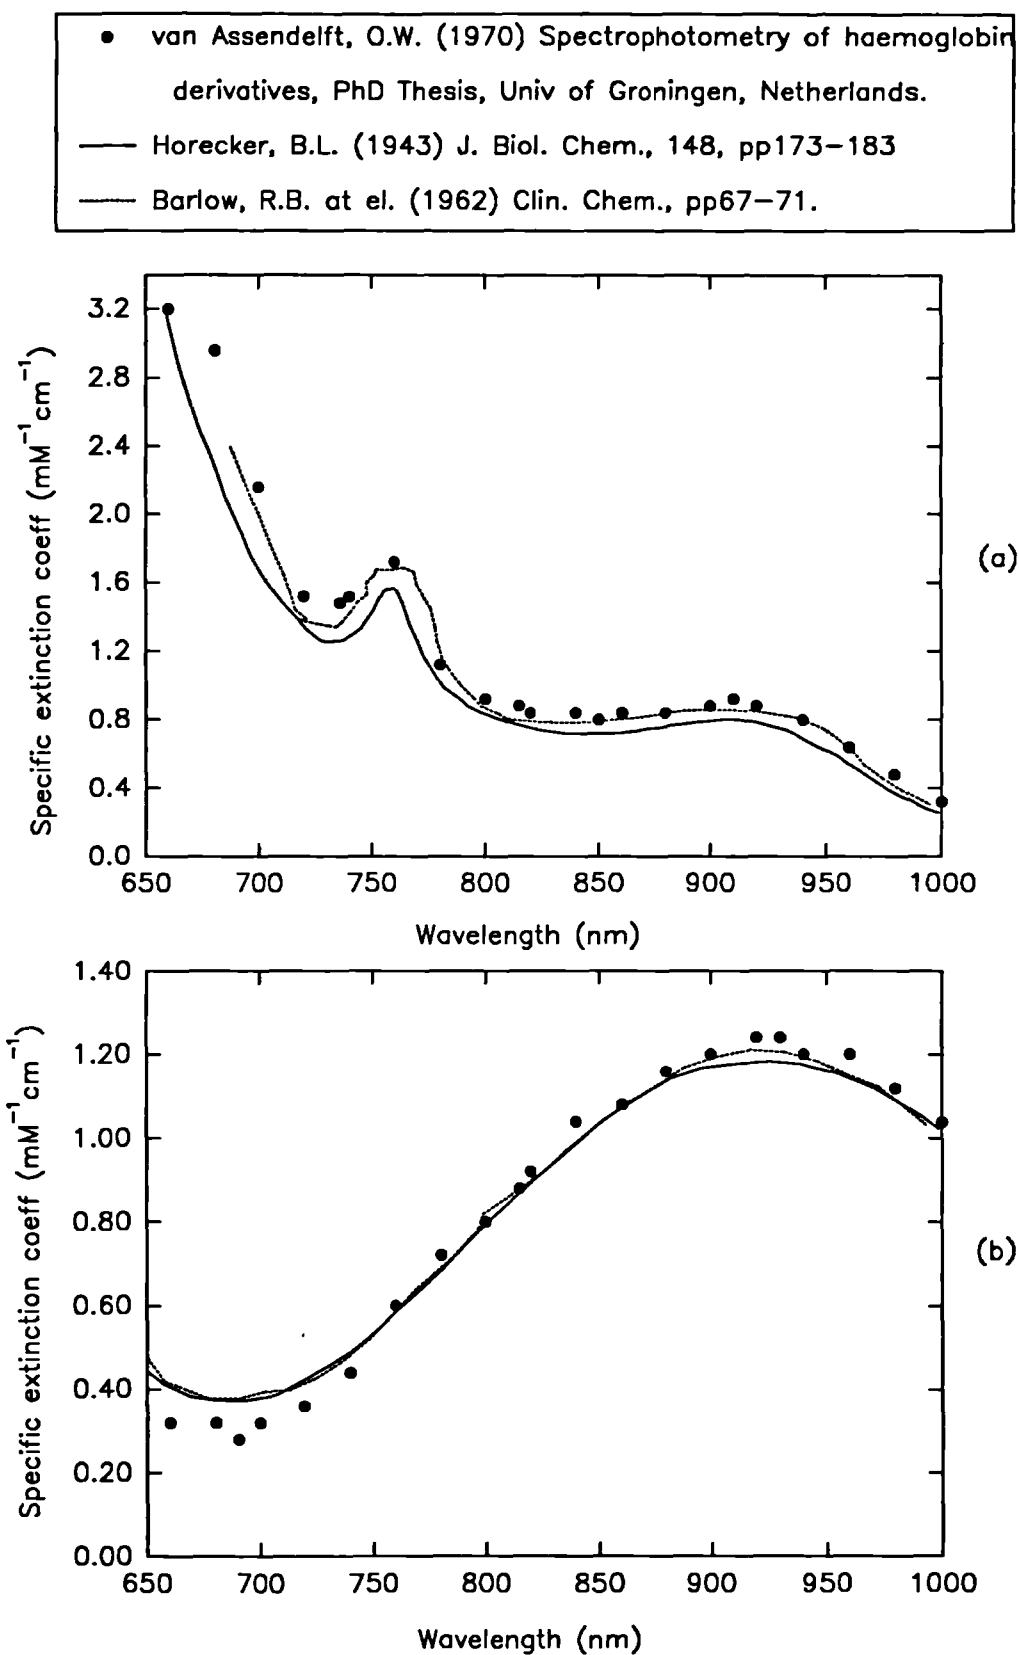 van Assendelft, O.W. (1970) Spectrophotometry of haemoglobin
derivatives, PhD Thesis, Univ of Groningen, Netherlands.
Horecker, B.L. (1943) J. Biol. Chem., 148, pp173-183
Barlow, R.B. at el. (1962) Clin. Chem., pp67-71.
Specific extinction coeff (mM⁻¹cm⁻¹)
3.2
2.8
2.4
2.0
1.6
1.2
0.8
0.4
0.0
650 700 750 800 850 900 950 1000
Wavelength (nm)
(a)
Specific extinction coeff (mM⁻¹cm⁻¹)
1.40
1.20
1.00
0.80
0.60
0.40
0.20
0.00
650 700 750 800 850 900 950 1000
Wavelength (nm)
(b)